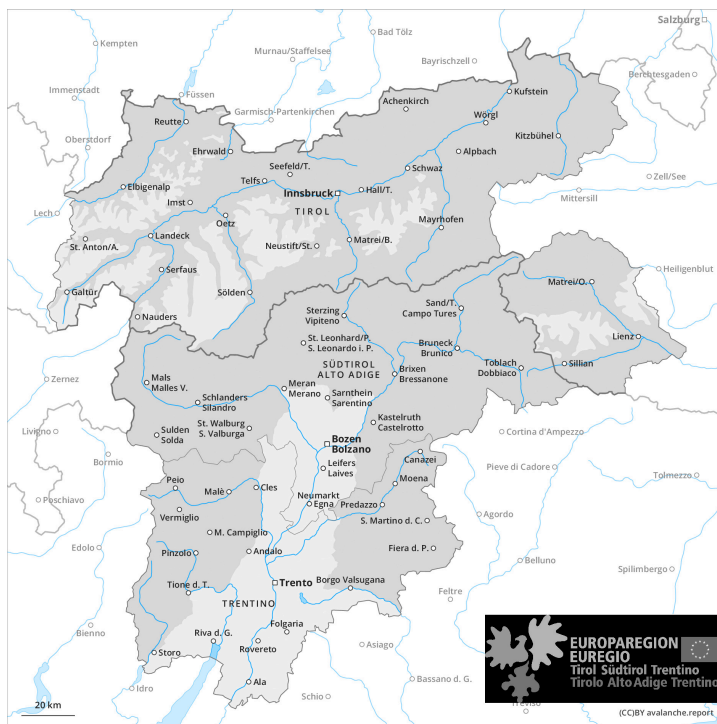 Salzburg
Kempten
Bad Tölz
Murnau/Staffelsee
Bayrischzell
Berchtesgaden
Immenstadt
Füssen
Garmisch-Partenkirchen
Achenkirch
Kufstein
Reutte
Wörgl
Oberstdorf
Ehrwald
Kitzbühel
Alpbach
Seefeld/T.
Schwaz
Zell/See
Elbigenalp
Telfs
Innsbruck
Hall/T.
Mittersill
Imst
TIROL
Lech
Oetz
Mayrhofen
St. Anton/A.
Landeck
Neustift/St.
Matrei/B.
Serfaus
Heiligenblut
Galtür
Sölden
Matrei/O.
Nauders
Sterzing
Vipiteno
Sand/T.
Campo Tures
Lienz
St. Leonhard/P.
S. Leonardo i. P.
Bruneck
Brunico
Toblach
Dobbiaco
Sillian
SÜDTIROL
ALTO ADIGE
Brixen
Bressanone
Zernez
Mals
Malles V.
Meran
Merano
Sarnthein
Sarentino
Schlanders
Silandro
Livigno
Sulden
Solda
St. Walburg
S. Valburga
Kastelruth
Castelrotto
Cortina d'Ampezzo
Bozen
Bolzano
Bormio
Canazei
Pieve di Cadore
Leifers
Laives
Tolmezzo
Poschiavo
Peio
Malè
Cles
Neumarkt
Egna
Moena
Predazzo
Vermiglio
Agordo
S. Martino d. C.
M. Campiglio
Edolo
Pinzolo
Andalo
Fiera d. P.
Belluno
Spilimbergo
Tione d. T.
Trento
Borgo Valsugana
Feltre
TRENTINO
Folgaria
Bienno
Riva d. G.
Rovereto
Asiago
Storo
EUROPAREGION
EUREGIO
Tirol Südtirol Trentino
Tirolo Alto Adige Trentino
Idro
Ala
Schio
Bassano d. G.
Treviso
20 km
(CC)BY avalanche.report